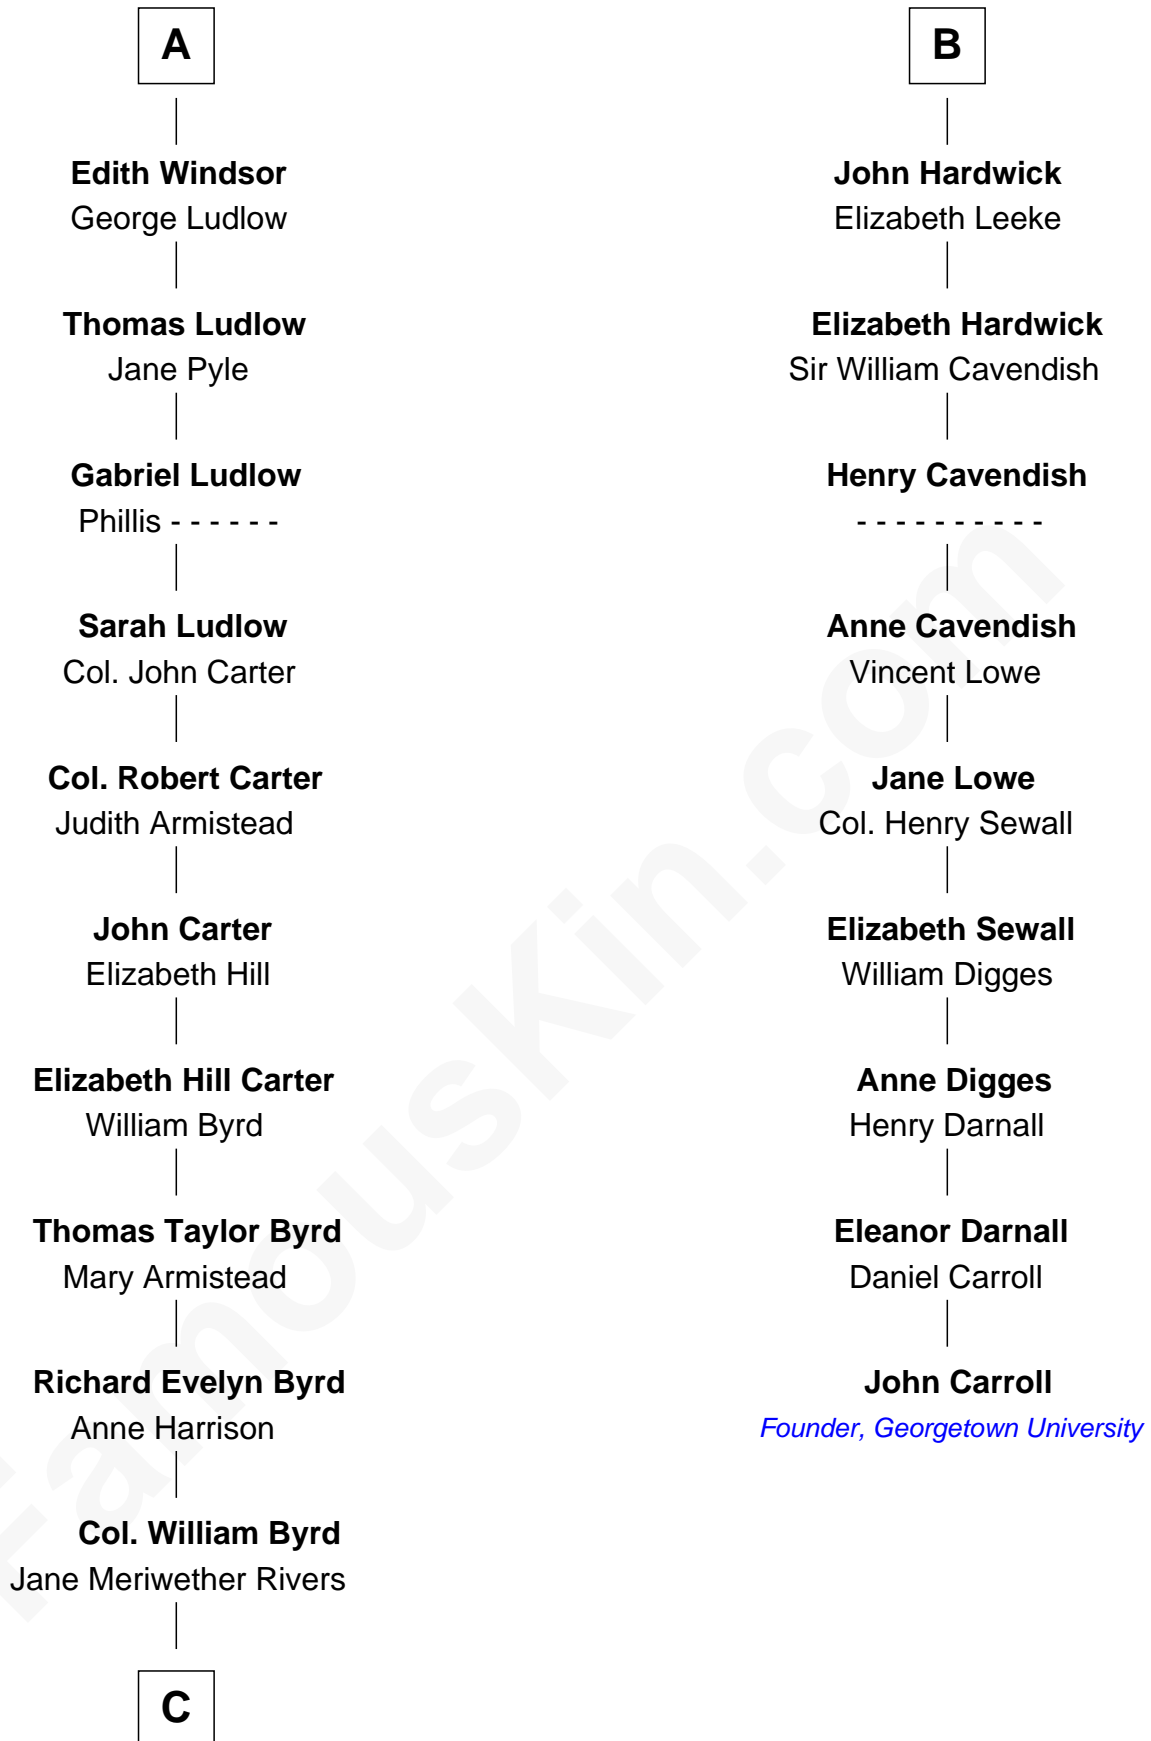 A
Edith Windsor
George Ludlow
Thomas Ludlow
Jane Pyle
Gabriel Ludlow
Phillis - - - - - -
Sarah Ludlow
Col. John Carter
Col. Robert Carter
Judith Armistead
John Carter
Elizabeth Hill
Elizabeth Hill Carter
William Byrd
Thomas Taylor Byrd
Mary Armistead
Richard Evelyn Byrd
Anne Harrison
Col. William Byrd
Jane Meriwether Rivers
C
B
John Hardwick
Elizabeth Leeke
Elizabeth Hardwick
Sir William Cavendish
Henry Cavendish
- - - - - - - - - -
Anne Cavendish
Vincent Lowe
Jane Lowe
Col. Henry Sewall
Elizabeth Sewall
William Digges
Anne Digges
Henry Darnall
Eleanor Darnall
Daniel Carroll
John Carroll
Founder, Georgetown University
FamousKin.com